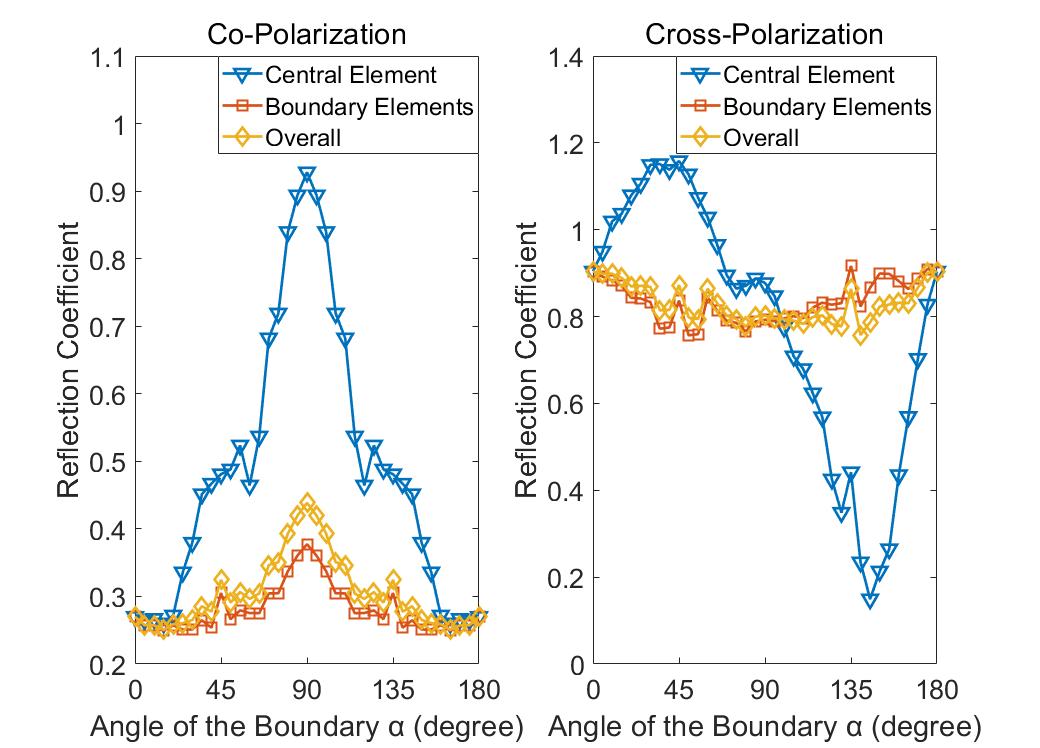 Co-Polarization
Central Element
Boundary Elements
Overall
1.1
1
0.9
0.8
0.7
0.6
0.5
0.4
0.3
0.2
Reflection Coefficient
0 45 90 135 180
Angle of the Boundary α (degree)
Cross-Polarization
Central Element
Boundary Elements
Overall
1.4
1.2
1
0.8
0.6
0.4
0.2
0
Reflection Coefficient
0 45 90 135 180
Angle of the Boundary α (degree)